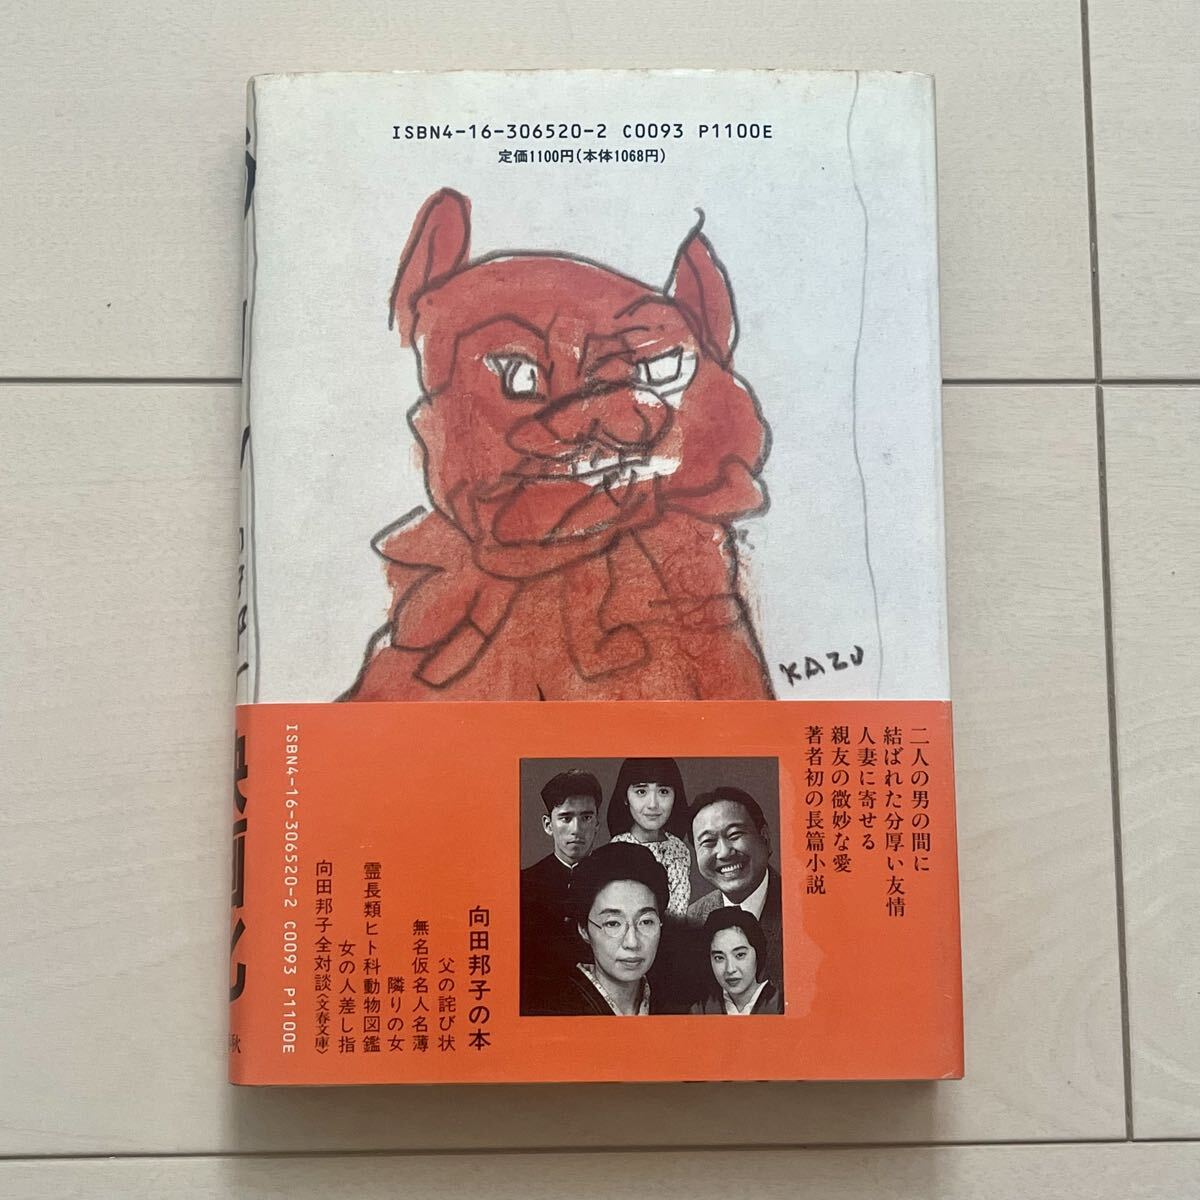 ISBN4-16-306520-2 C0093 P1100E
定価1100円(本体1068円)
KAZU
二人の男の間に
結ばれた分厚い友情
人妻に寄せる
親友の微妙な愛
著者初の長篇小説
向田邦子の本
父の詫び状
無名仮名人名薄
隣りの女
霊長類ヒト科動物図鑑
女の人差し指
向田邦子全対談〈文春文庫〉
ISBN4-16-306520-2 C0093 P1100E
映画化
秋